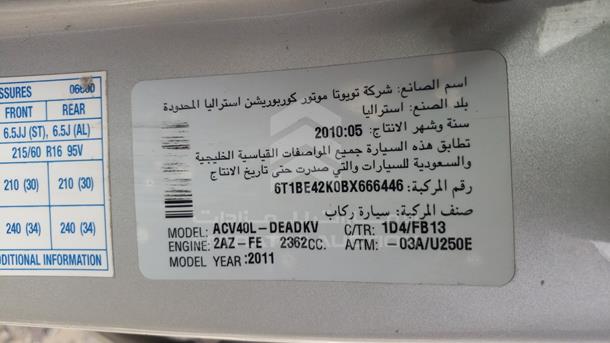 SSURES 06600
FRONT REAR
6.5JJ (ST), 6.5J (AL)
215/60 R16 95V
210 (30) 210 (30)
240 (34) 240 (34)
DDITIONAL INFORMATION
اسم الصانع: شركة تويوتا موتور كوربوريشن استراليا المحدودة
بلد الصنع: استراليا
سنة وشهر الانتاج: 2010:05
تطابق هذه السيارة جميع المواصفات القياسية الخليجية
والسعودية للسيارات والتي صدرت حتى تاريخ الانتاج
رقم المركبة: 6T1BE42K0BX666446
صنف المركبة: سيارة ركاب
MODEL: ACV40L-DEADKV C/TR: 1D4/FB13
ENGINE: 2AZ-FE 2362CC. A/TM: -03A/U250E
MODEL YEAR:2011